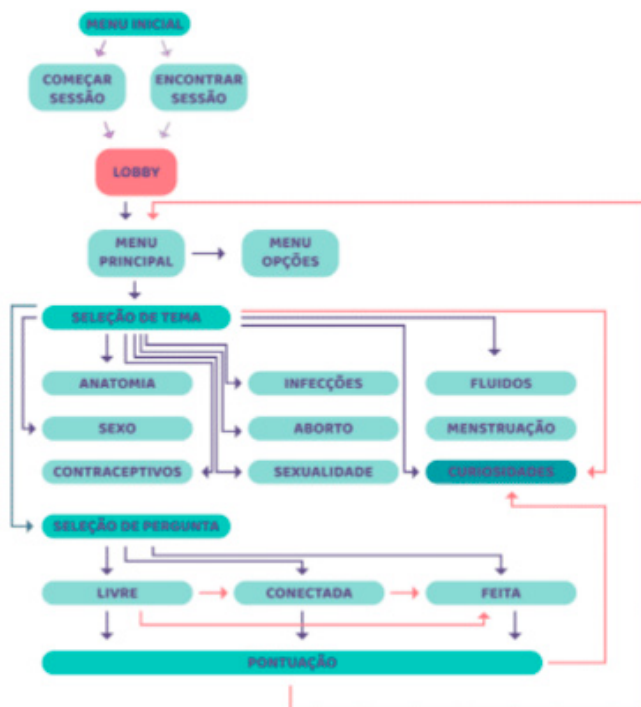 MENU INICIAL
COMEÇAR
SESSÃO
ENCONTRAR
SESSÃO
LOBBY
MENU
PRINCIPAL
MENU
OPÇÕES
SELEÇÃO DE TEMA
ANATOMIA
INFECÇÕES
FLUIDOS
SEXO
ABORTO
MENSTRUAÇÃO
CONTRACEPTIVOS
SEXUALIDADE
CURIOSIDADES
SELEÇÃO DE PERGUNTA
LIVRE
CONECTADA
FEITA
PONTUAÇÃO